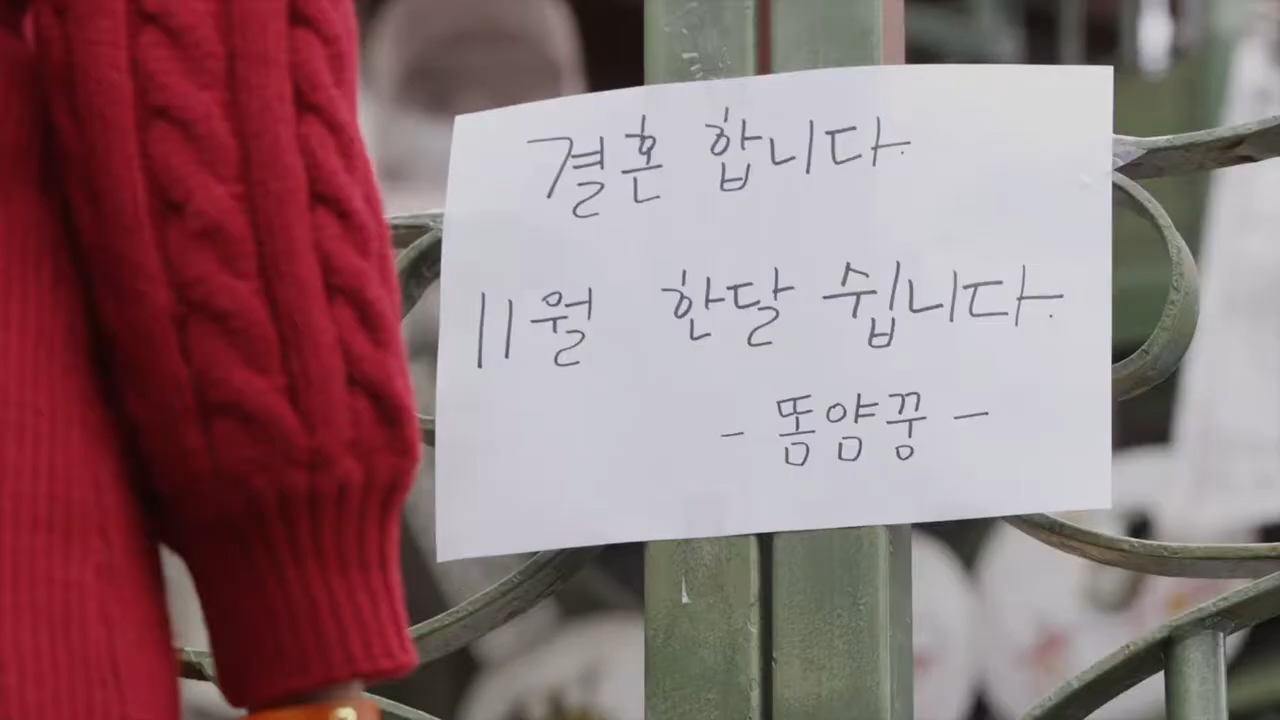 결혼 합니다.
11월 한달 쉽니다.
- 똠얌꿍 -